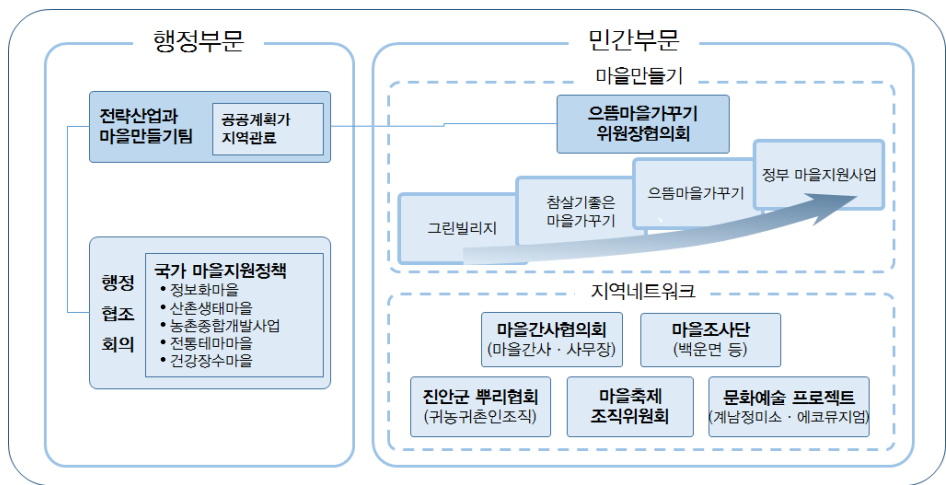 행정부문
전략산업과
마을만들기팀
공공계획가
지역관료
행정
협조
회의
국가 마을지원정책
• 정보화마을
• 산촌생태마을
• 농촌종합개발사업
• 전통테마마을
• 건강장수마을
민간부문
마을만들기
으뜸마을가꾸기
위원장협의회
그린빌리지
참살기좋은
마을가꾸기
으뜸마을가꾸기
정부 마을지원사업
지역네트워크
마을간사협의회
(마을간사 · 사무장)
마을조사단
(백운면 등)
진안군 뿌리협회
(귀농귀촌인조직)
마을축제
조직위원회
문화예술 프로젝트
(계남정미소 · 에코뮤지엄)